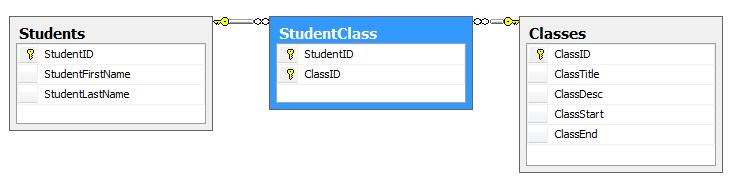 Students
StudentID
StudentFirstName
StudentLastName
StudentClass
StudentID
ClassID
Classes
ClassID
ClassTitle
ClassDesc
ClassStart
ClassEnd